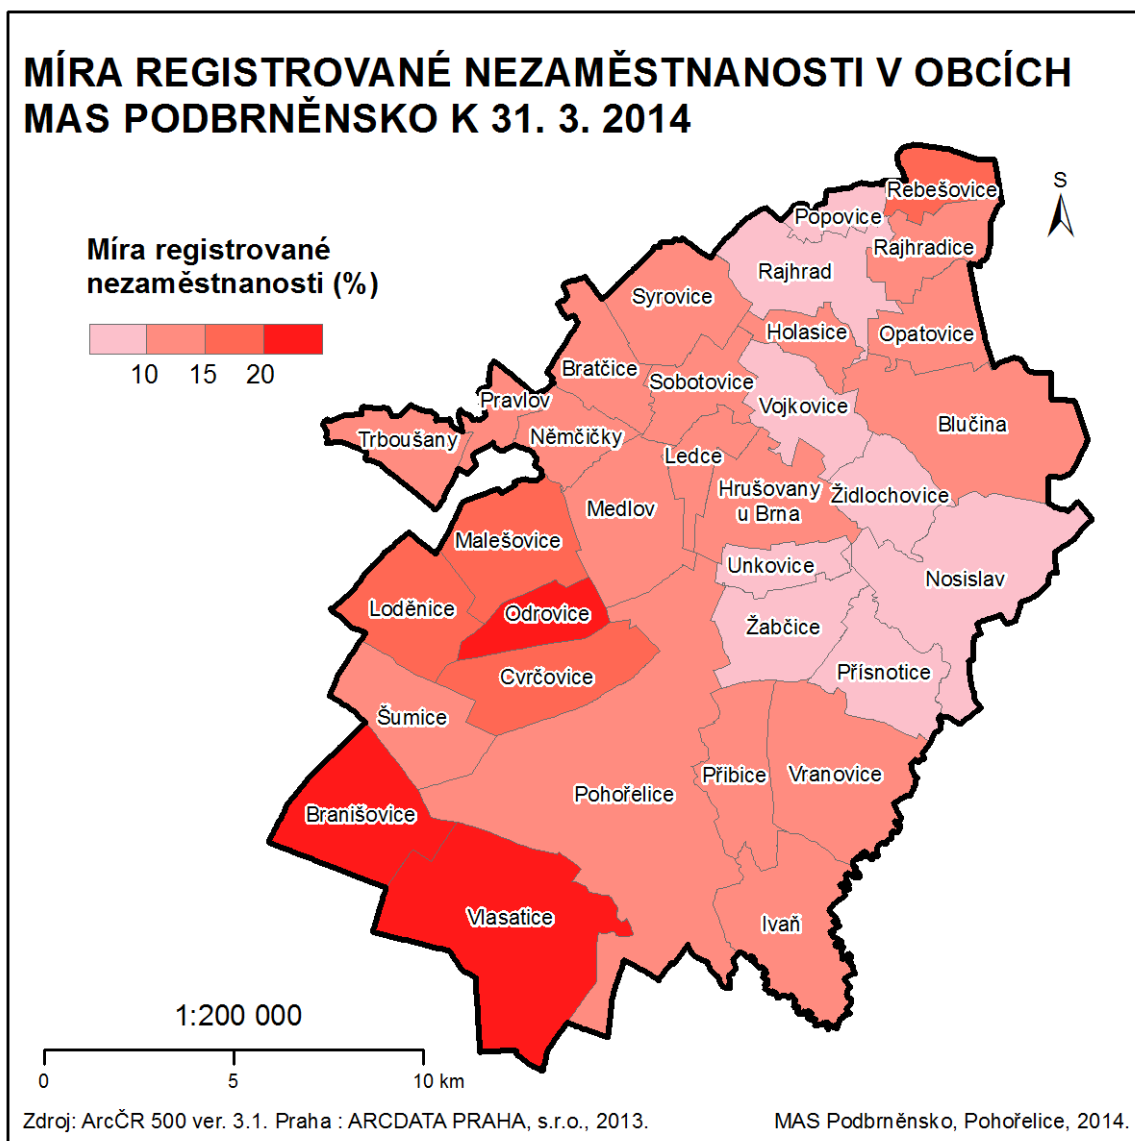 MÍRA REGISTROVANÉ NEZAMĚSTNANOSTI V OBCÍCH
MAS PODBRNĚNSKO K 31. 3. 2014
S
Míra registrované
nezaměstnanosti (%)
10 15 20
Rebešovice
Popovice
Rajhradice
Rajhrad
Syrovice
Holasice
Opatovice
Bratčice
Sobotovice
Pravlov
Vojkovice
Blučina
Trboušany
Němčičky
Ledce
Hrušovany
u Brna
Židlochovice
Medlov
Malešovice
Unkovice
Nosislav
Loděnice
Odrovice
Žabčice
Cvrčovice
Přísnotice
Šumice
Přibice
Vranovice
Pohořelice
Branišovice
Vlasatice
Ivaň
1:200 000
0 5 10 km
Zdroj: ArcČR 500 ver. 3.1. Praha : ARCDATA PRAHA, s.r.o., 2013. MAS Podbrněnsko, Pohořelice, 2014.